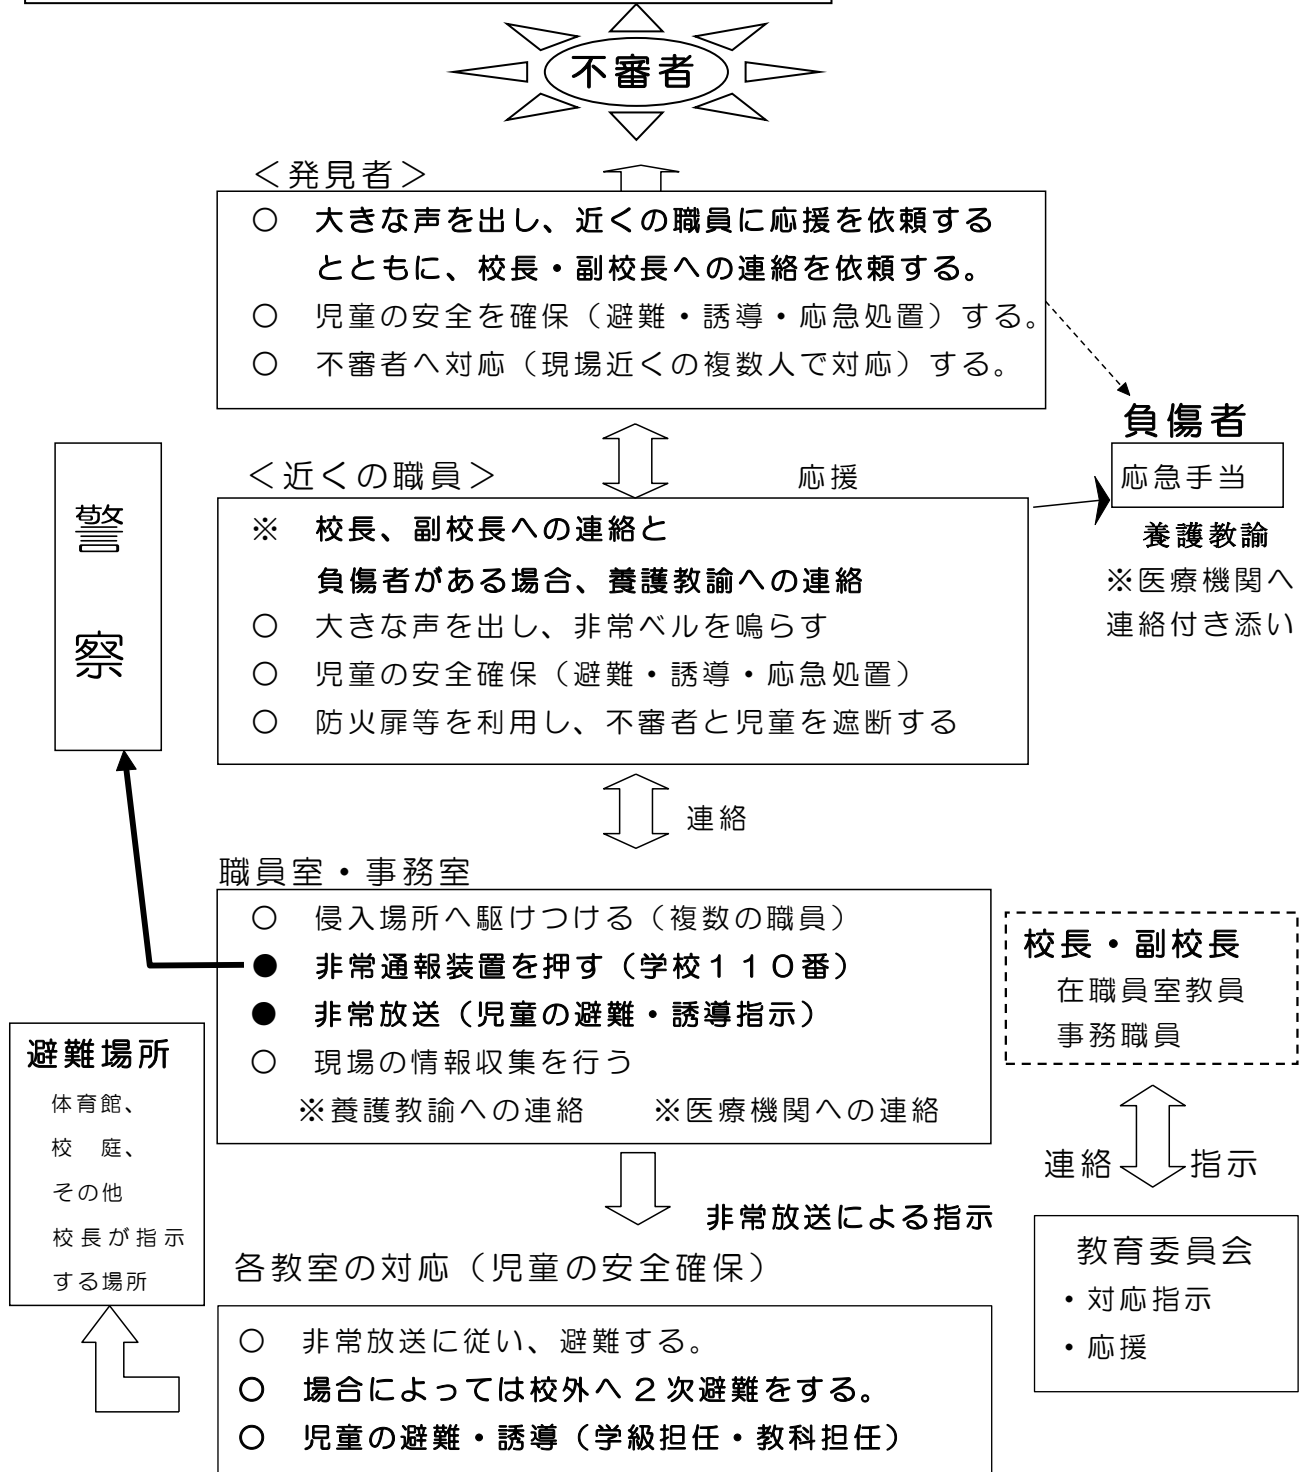 不審者
＜発見者＞
○ 大きな声を出し、近くの職員に応援を依頼する
とともに、校長・副校長への連絡を依頼する。
○ 児童の安全を確保（避難・誘導・応急処置）する。
○ 不審者へ対応（現場近くの複数人で対応）する。
負傷者
応急手当
養護教諭
※医療機関へ
連絡付き添い
警
察
＜近くの職員＞
応援
※ 校長、副校長への連絡と
負傷者がある場合、養護教諭への連絡
○ 大きな声を出し、非常ベルを鳴らす
○ 児童の安全確保（避難・誘導・応急処置）
○ 防火扉等を利用し、不審者と児童を遮断する
連絡
職員室・事務室
○ 侵入場所へ駆けつける（複数の職員）
● 非常通報装置を押す（学校１１０番）
● 非常放送（児童の避難・誘導指示）
○ 現場の情報収集を行う
※養護教諭への連絡 ※医療機関への連絡
校長・副校長
在職員室教員
事務職員
連絡 指示
教育委員会
・対応指示
・応援
避難場所
体育館、
校 庭、
その他
校長が指示
する場所
非常放送による指示
各教室の対応（児童の安全確保）
○ 非常放送に従い、避難する。
○ 場合によっては校外へ２次避難をする。
○ 児童の避難・誘導（学級担任・教科担任）